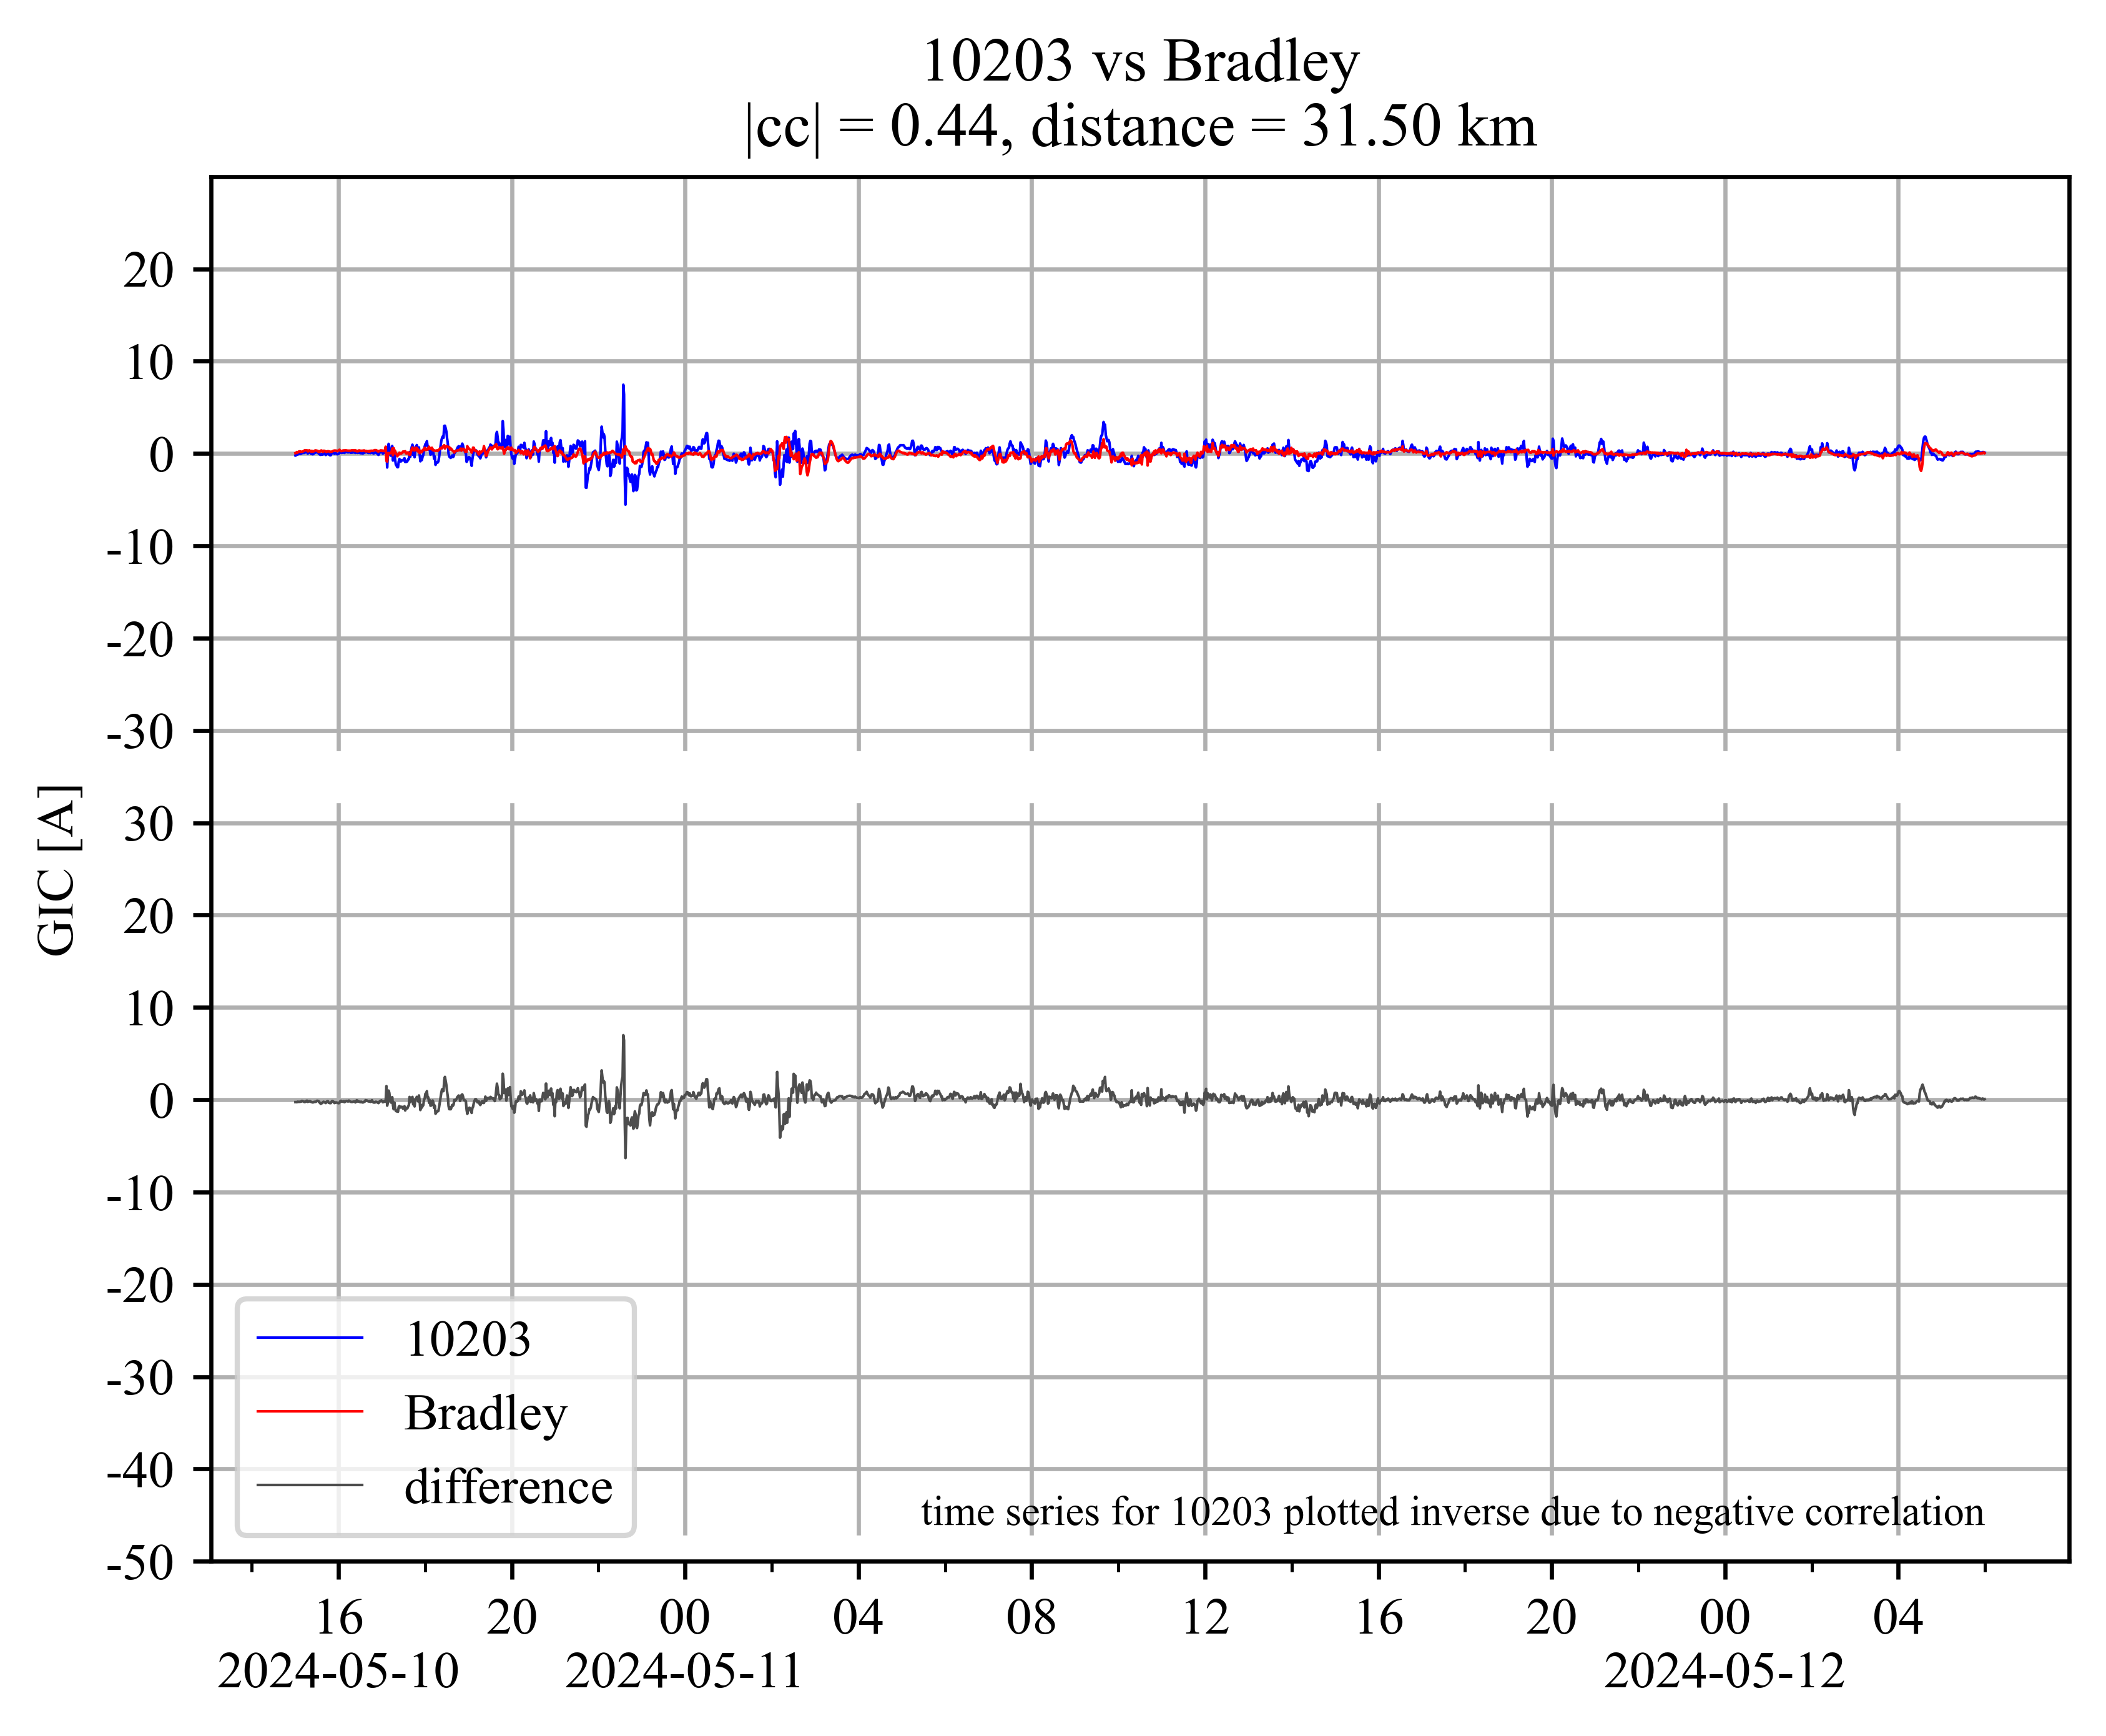 10203 vs Bradley
|cc| = 0.44, distance = 31.50 km
GIC [A]
20
10
0
-10
-20
-30
30
20
10
0
-10
-20
-30
-40
-50
10203
Bradley
difference
time series for 10203 plotted inverse due to negative correlation
16 20 00 04 08 12 16 20 00 04
2024-05-10 2024-05-11 2024-05-12